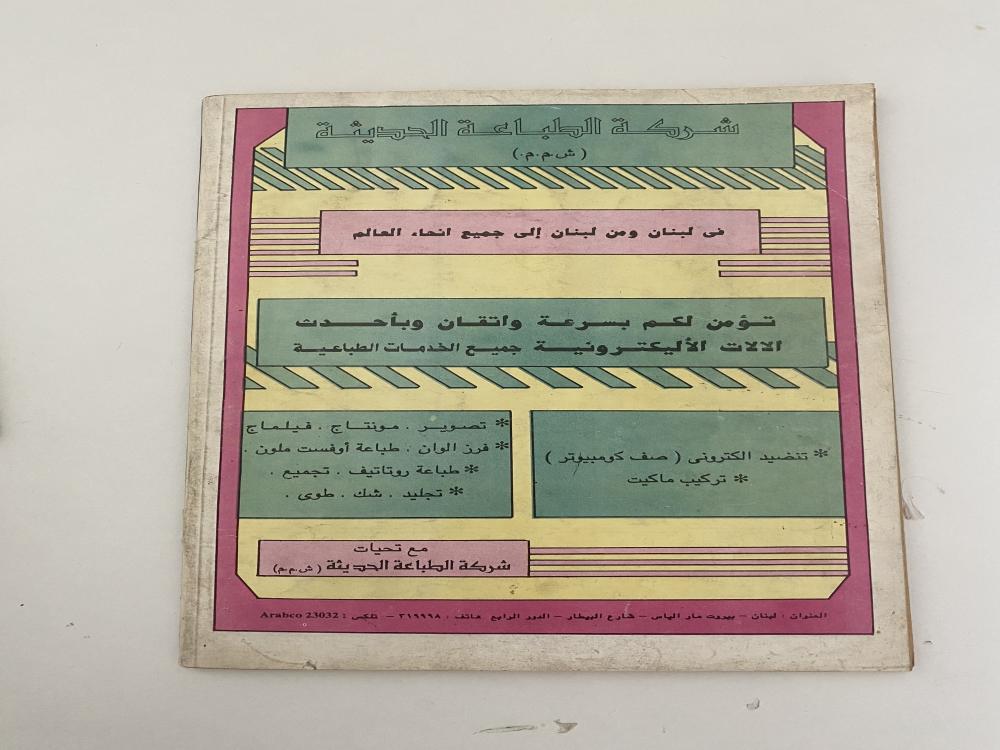 شركة الطباعة الحديثة
(ش.م.م.)
فى لبنان ومن لبنان إلى جميع انحاء العالم
تؤمن لكم بسرعة واتقان وبأحدث
الالات الأليكترونية جميع الخدمات الطباعية
* تنضيد الكترونى ( صف كومبيوتر )
* تركيب ماكيت
* تصوير . مونتاج . فيلماج
* فرز الوان . طباعة أوفست ملون .
* طباعة روتاتيف . تجميع .
* تجليد . شك . طوى .
مع تحيات
شركة الطباعة الحديثة (ش.م.م)
العنوان : لبنان - بيروت مار الياس - شارع البيطار - الدور الرابع هاتف : ٣١٩٩٩٨ - تلكس : Arabco 23032